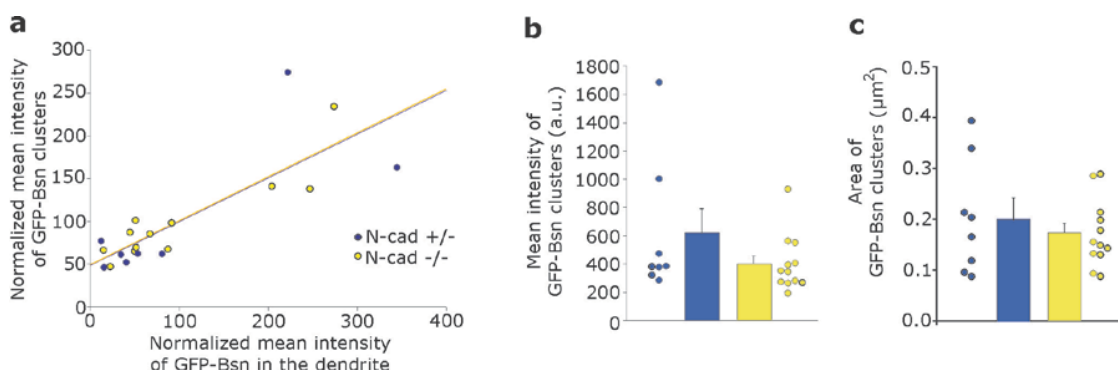 a
Normalized mean intensity
of GFP-Bsn clusters
300
250
200
150
100
50
0
0 100 200 300 400
N-cad +/-
N-cad -/-
Normalized mean intensity
of GFP-Bsn in the dendrite
b
Mean intensity of
GFP-Bsn clusters (a.u.)
1800
1600
1400
1200
1000
800
600
400
200
0
c
Area of
GFP-Bsn clusters (µm²)
0.5
0.4
0.3
0.2
0.1
0.0